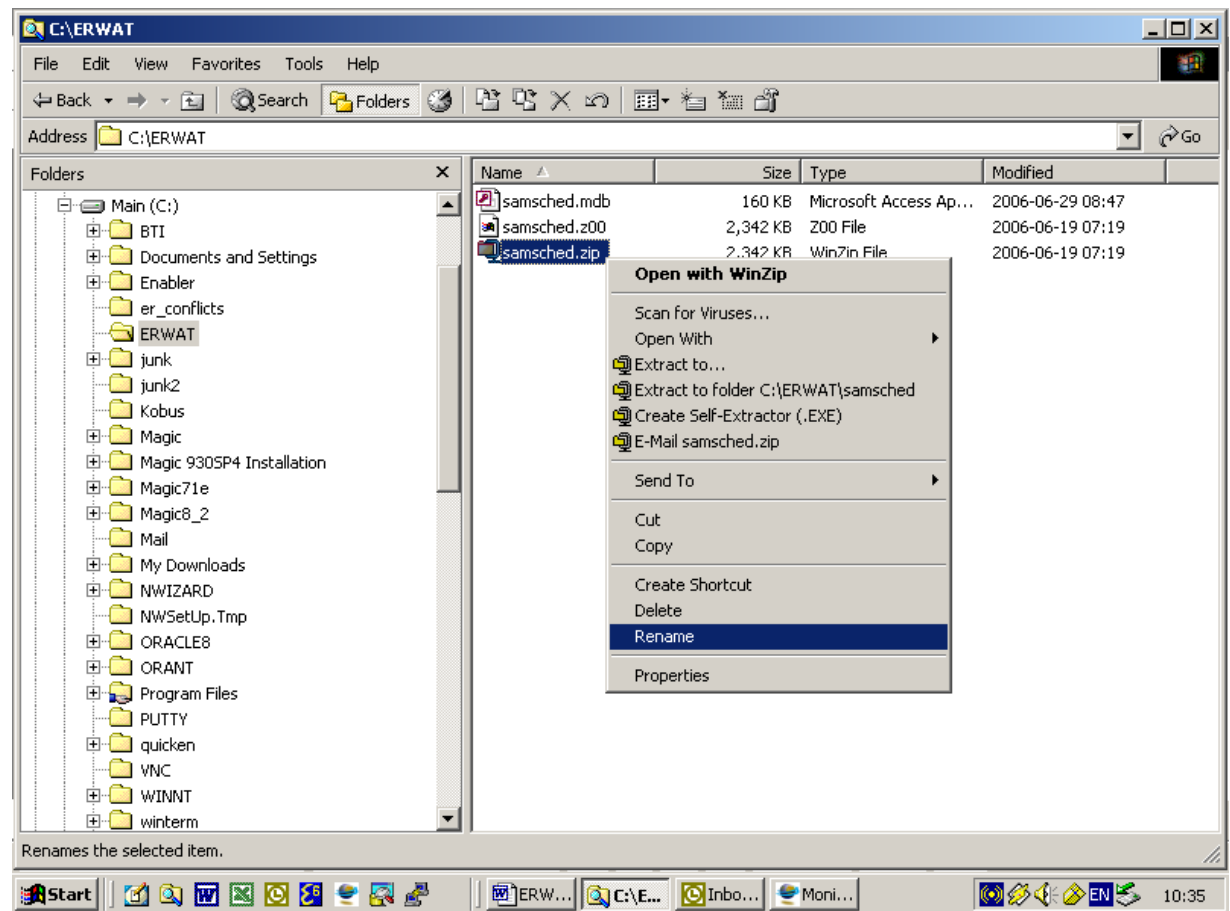 C:\ERWAT
File Edit View Favorites Tools Help
Back Search Folders
Address C:\ERWAT Go
Folders
Main (C:)
BTI
Documents and Settings
Enabler
er_conflicts
ERWAT
junk
junk2
Kobus
Magic
Magic 930SP4 Installation
Magic71e
Magic8_2
Mail
My Downloads
NWIZARD
NWSetUp.Tmp
ORACLE8
ORANT
Program Files
PUTTY
quicken
VNC
WINNT
winterm
Name Size Type Modified
samsched.mdb 160 KB Microsoft Access Ap... 2006-06-29 08:47
samsched.z00 2,342 KB Z00 File 2006-06-19 07:19
samsched.zip 2,342 KB WinZip File 2006-06-19 07:19
Open with WinZip
Scan for Viruses...
Open With
Extract to...
Extract to folder C:\ERWAT\samsched
Create Self-Extractor (.EXE)
E-Mail samsched.zip
Send To
Cut
Copy
Create Shortcut
Delete
Rename
Properties
Renames the selected item.
Start ERW... C:\E... Inbo... Moni... EN 10:35